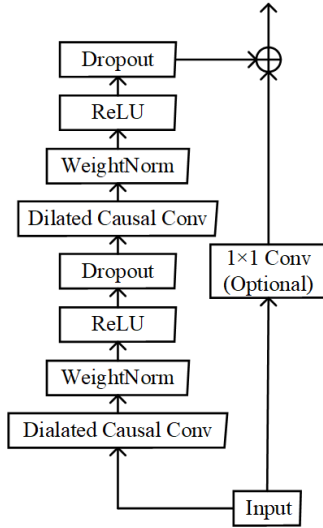 Dropout
ReLU
WeightNorm
Dilated Causal Conv
Dropout
ReLU
WeightNorm
Dialated Causal Conv
1×1 Conv
(Optional)
Input